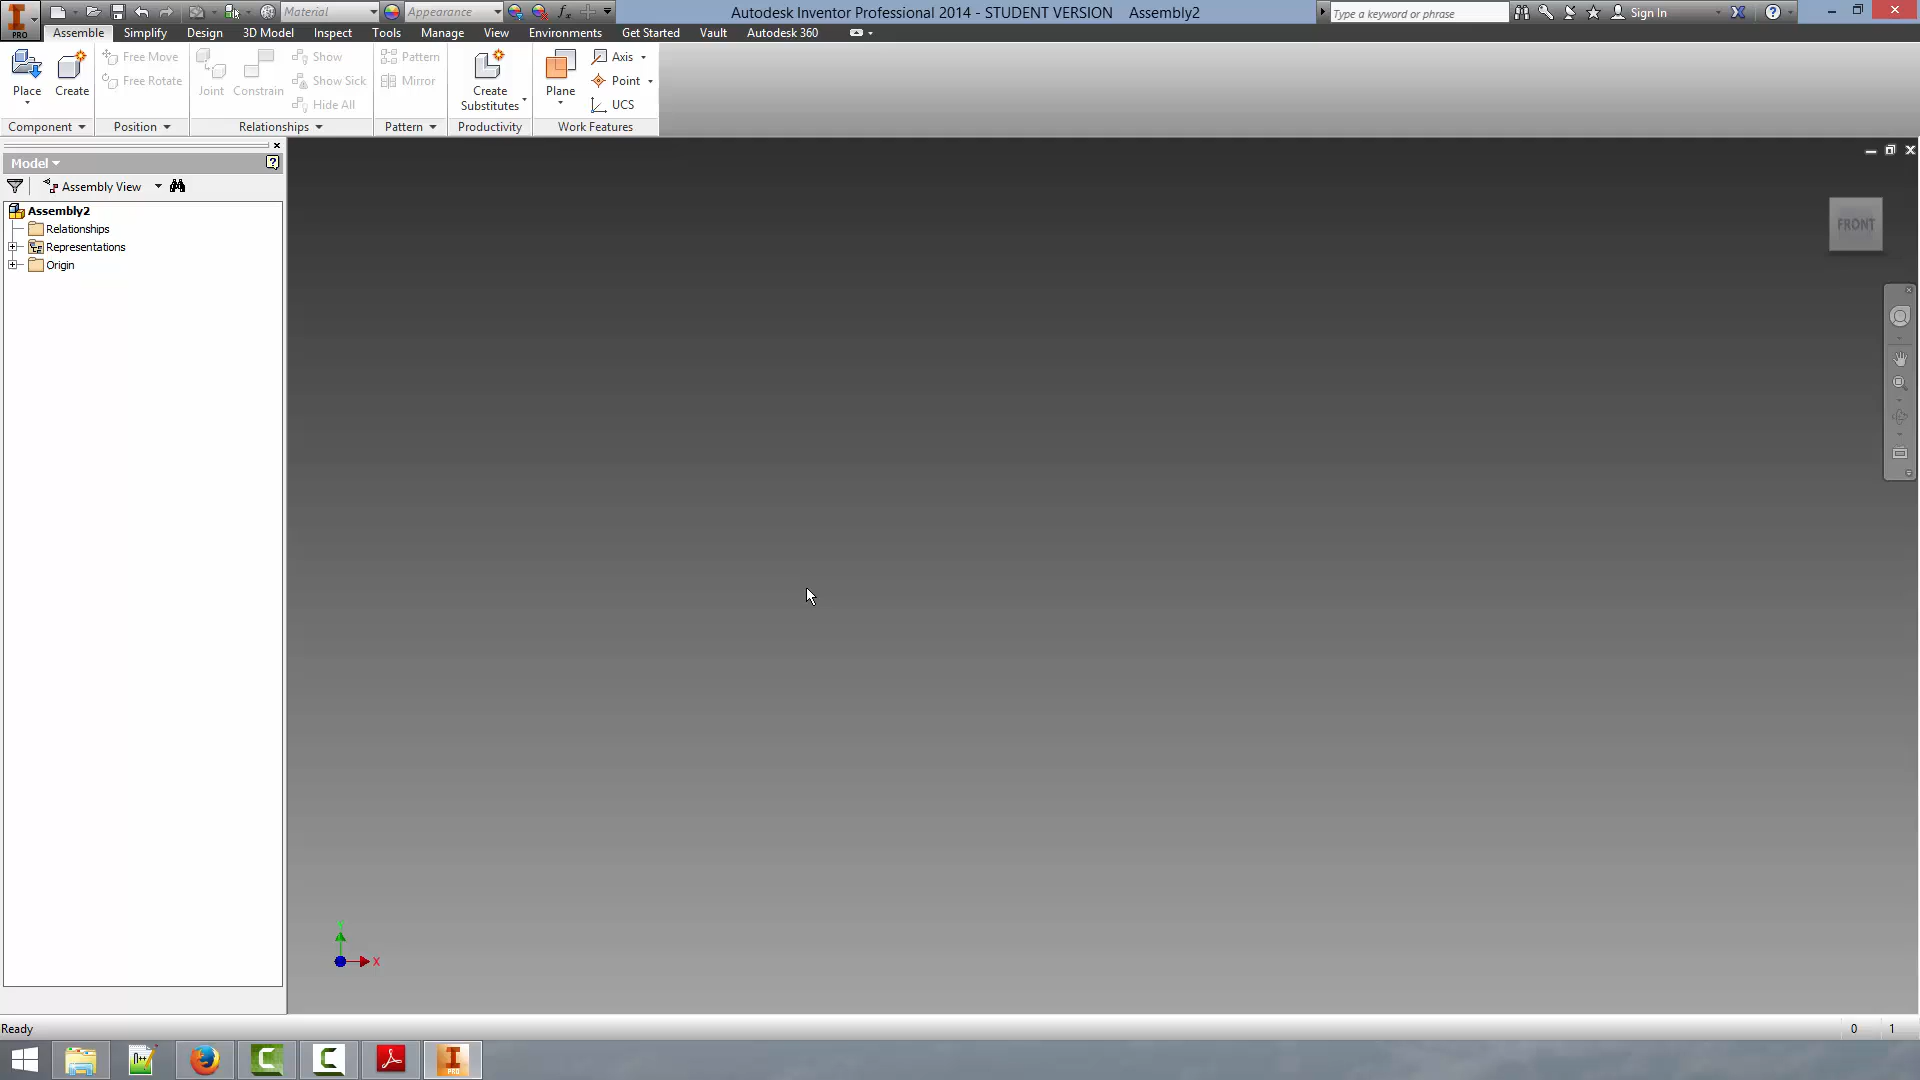 Material
Appearance
Autodesk Inventor Professional 2014 - STUDENT VERSION Assembly2
Type a keyword or phrase
Sign In
PRO
Assemble Simplify Design 3D Model Inspect Tools Manage View Environments Get Started Vault Autodesk 360
Place
Create
Free Move
Free Rotate
Joint
Constrain
Show
Show Sick
Hide All
Pattern
Mirror
Create
Substitutes
Plane
Axis
Point
UCS
Component Position Relationships Pattern Productivity Work Features
Model
Assembly View
Assembly2
Relationships
Representations
Origin
FRONT
X
Ready
0 1